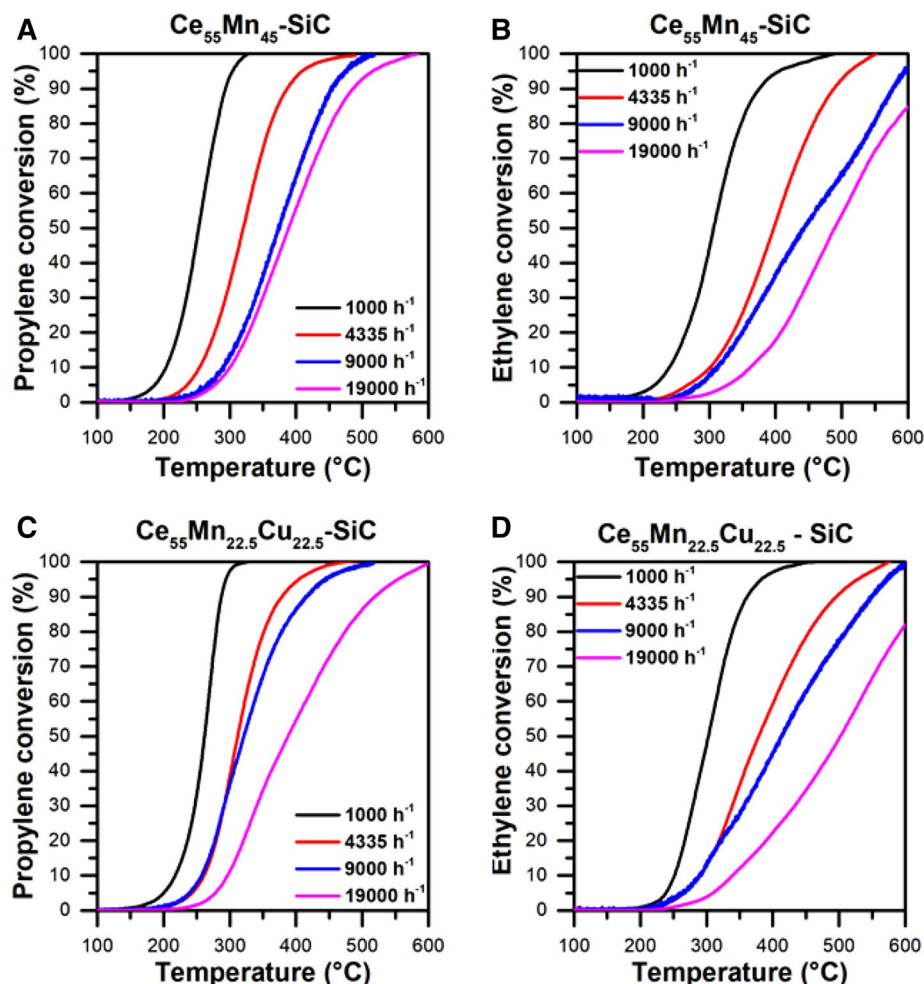 A
Ce₅₅Mn₄₅-SiC
Propylene conversion (%)
100
90
80
70
60
50
40
30
20
10
0
1000 h⁻¹
4335 h⁻¹
9000 h⁻¹
19000 h⁻¹
100 200 300 400 500 600
Temperature (°C)
B
Ce₅₅Mn₄₅-SiC
Ethylene conversion (%)
100
90
80
70
60
50
40
30
20
10
0
1000 h⁻¹
4335 h⁻¹
9000 h⁻¹
19000 h⁻¹
100 200 300 400 500 600
Temperature (°C)
C
Ce₅₅Mn₂₂.₅Cu₂₂.₅-SiC
Propylene conversion (%)
100
90
80
70
60
50
40
30
20
10
0
1000 h⁻¹
4335 h⁻¹
9000 h⁻¹
19000 h⁻¹
100 200 300 400 500 600
Temperature (°C)
D
Ce₅₅Mn₂₂.₅Cu₂₂.₅ - SiC
Ethylene conversion (%)
100
90
80
70
60
50
40
30
20
10
0
1000 h⁻¹
4335 h⁻¹
9000 h⁻¹
19000 h⁻¹
100 200 300 400 500 600
Temperature (°C)